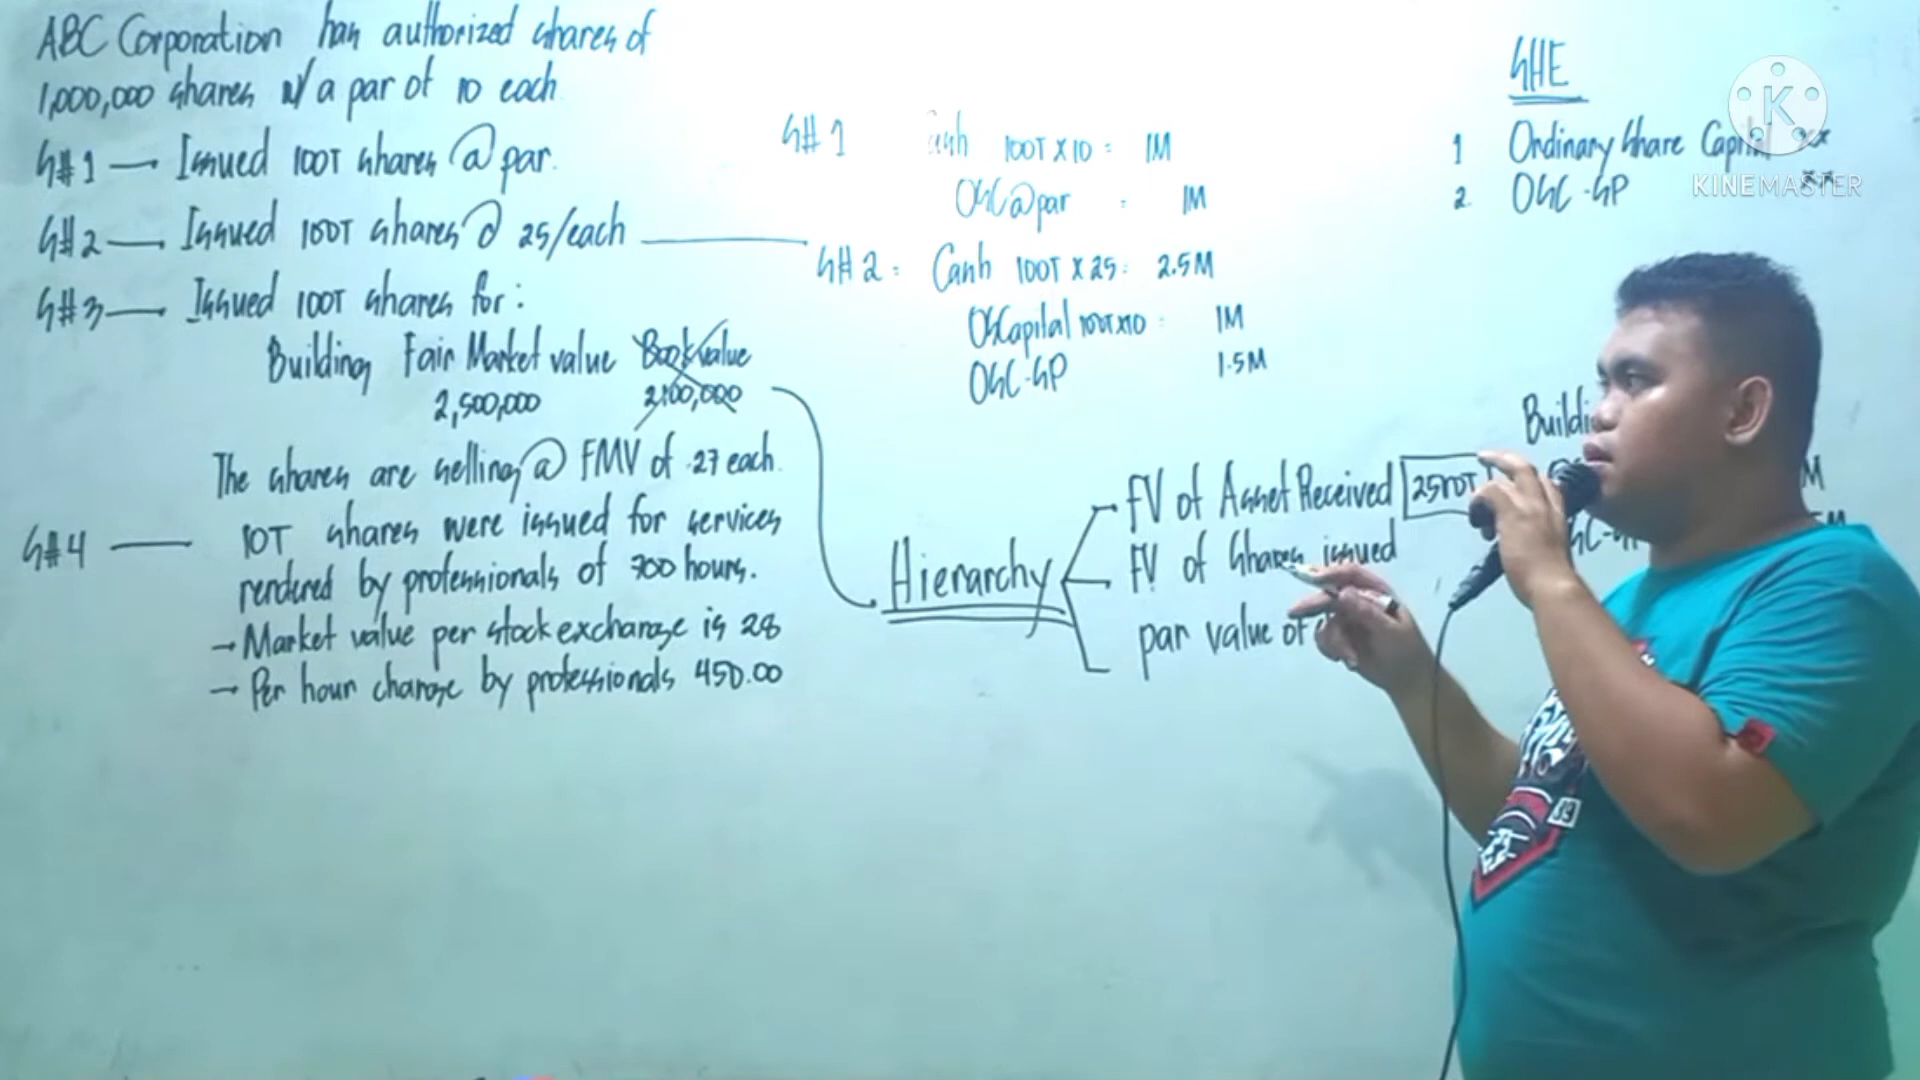 ABC Corporation has authorized shares of
1,000,000 shares w/ a par of 10 each
S#1 — Issued 100T shares @ par.
S#2 — Issued 100T shares @ 25/each
S#3 — Issued 100T shares for:
Building Fair Market value Book value
2,500,000 2,100,000
The shares are selling @ FMV of 27 each.
S#4 — 10T shares were issued for services
rendered by professionals of 700 hours.
→ Market value per stock exchange is 28
→ Per hour charge by professionals 450.00
S#1 Cash 100T X 10 = 1M
OSC@par = 1M
S#2 = Cash 100T X 25 = 2.5M
OSCapital 100T X10 = 1M
OSC-SP 1.5M
Hierarchy
FV of Asset Received 2500T
FV of Shares issued
par value of
SHE
1 Ordinary Share Capital xx
2. OSC-SP xx
K
KINEMASTER